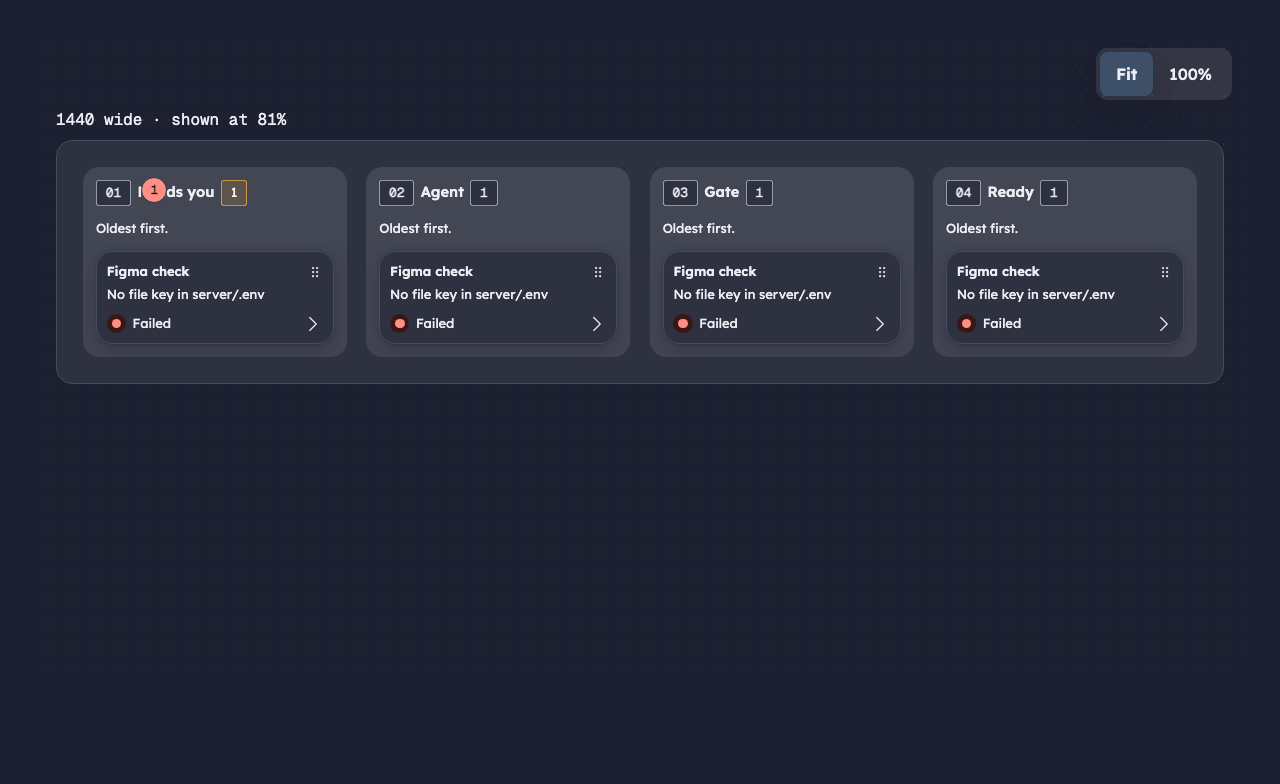 Fit 100%
1440 wide · shown at 81%
01 ds you 1
1
02 Agent 1
03 Gate 1
04 Ready 1
Oldest first.
Oldest first.
Oldest first.
Oldest first.
Figma check
No file key in server/.env
Failed
Figma check
No file key in server/.env
Failed
Figma check
No file key in server/.env
Failed
Figma check
No file key in server/.env
Failed